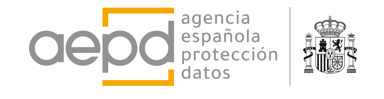 aepd
agencia
española
protección
datos